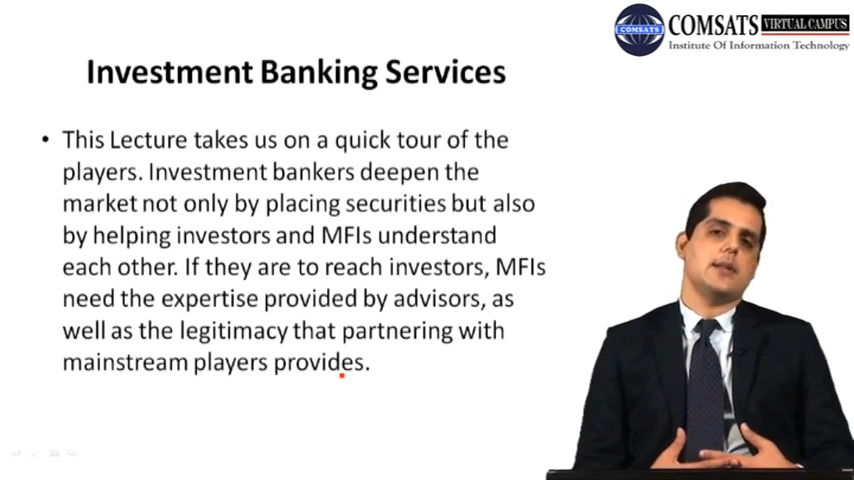 COMSATS VIRTUAL CAMPUS
COMSATS
Institute Of Information Technology
Investment Banking Services
• This Lecture takes us on a quick tour of the
players. Investment bankers deepen the
market not only by placing securities but also
by helping investors and MFIs understand
each other. If they are to reach investors, MFIs
need the expertise provided by advisors, as
well as the legitimacy that partnering with
mainstream players provides.